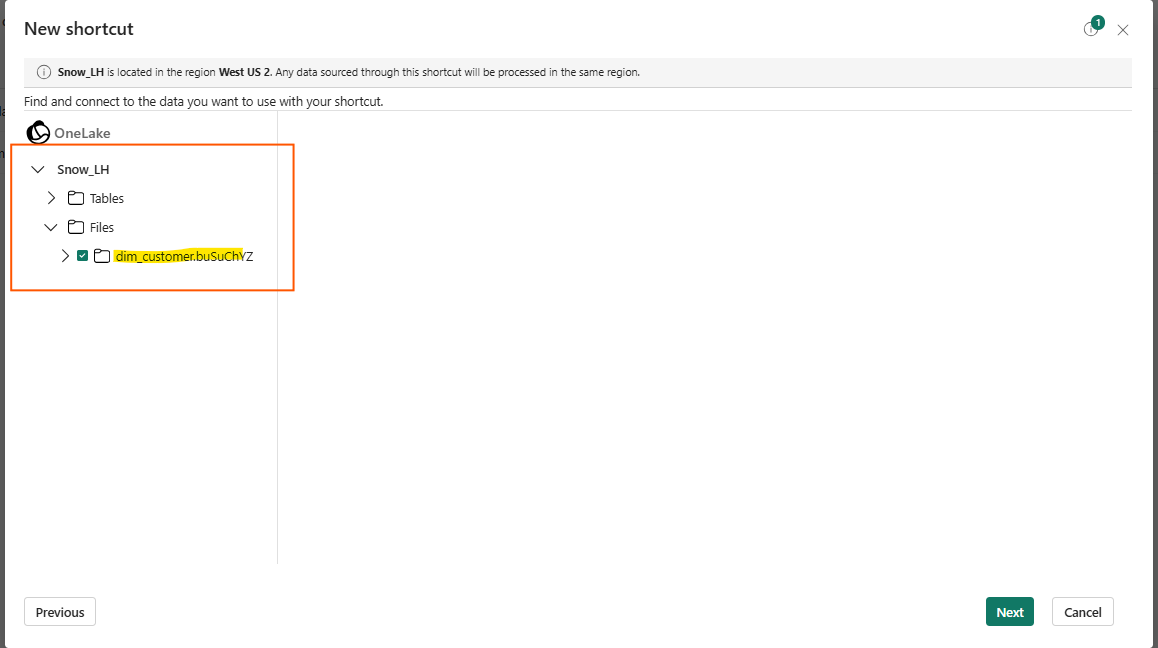 New shortcut
1
Snow_LH is located in the region West US 2. Any data sourced through this shortcut will be processed in the same region.
Find and connect to the data you want to use with your shortcut.
OneLake
Snow_LH
Tables
Files
dim_customer.buSuChYZ
Previous
Next
Cancel